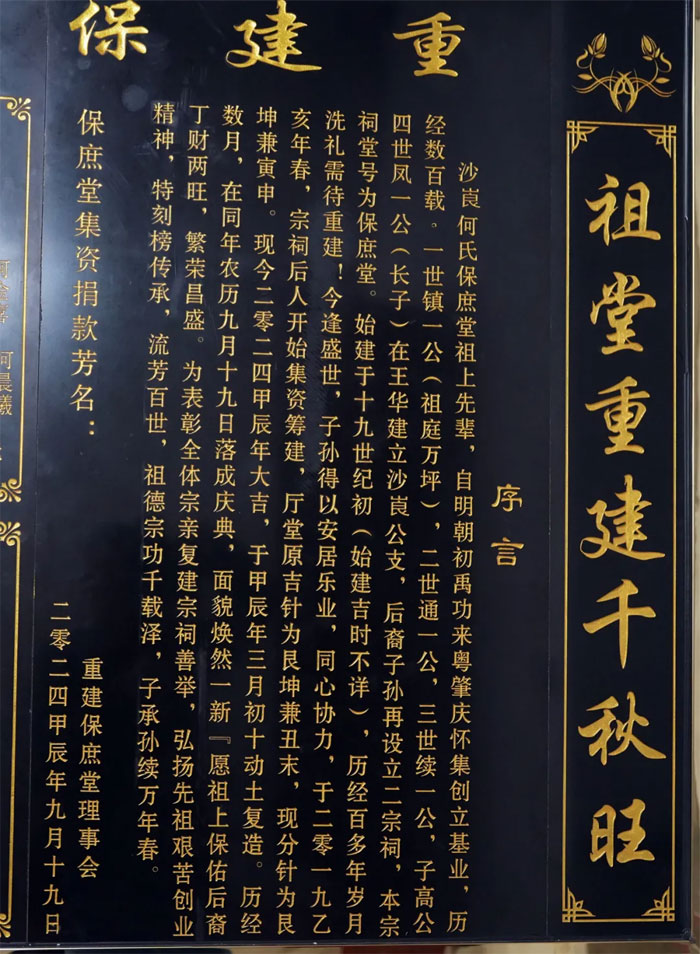 祖堂重建千秋旺
重建保
序言
沙崀何氏保庶堂祖上先辈，自明朝初禹功来粤肇庆怀集创立基业，历
经数百载。一世镇一公（祖庭万坪），二世通一公，三世续一公，子高公
四世凤一公（长子）在王华建立沙崀公支，后裔子孙再设立二宗祠，本宗
祠堂号为保庶堂。始建于十九世纪初（始建吉时不详），历经百多年岁月
洗礼需待重建！今逢盛世，子孙得以安居乐业，同心协力，于二零一九乙
亥年春，宗祠后人开始集资筹建，厅堂原吉针为艮坤兼丑末，现分针为艮
坤兼寅申。现今二零二四甲辰年大吉，于甲辰年三月初十动土复造。历经
数月，在同年农历九月十九日落成庆典，面貌焕然一新『愿祖上保佑后裔
丁财两旺，繁荣昌盛。为表彰全体宗亲复建宗祠善举，弘扬先祖艰苦创业
精神，特刻榜传承，流芳百世，祖德宗功千载泽，子承孙续万年春。
保庶堂集资捐款芳名：
重建保庶堂理事会
二零二四甲辰年九月十九日
何晨曦